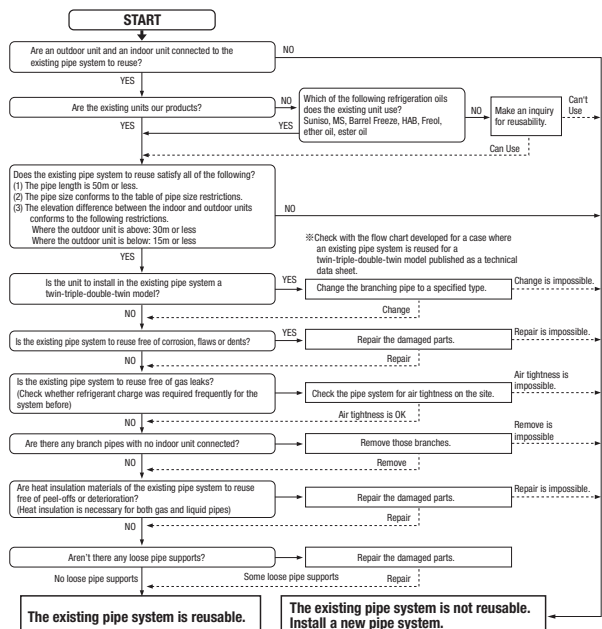 START
Are an outdoor unit and an indoor unit connected to the
existing pipe system to reuse?
NO
YES
Are the existing units our products?
NO
YES
Which of the following refrigeration oils
does the existing unit use?
Suniso, MS, Barrel Freeze, HAB, Freol,
ether oil, ester oil
YES
NO
Make an inquiry
for reusability.
Can't
Use
Can Use
Does the existing pipe system to reuse satisfy all of the following?
(1) The pipe length is 50m or less.
(2) The pipe size conforms to the table of pipe size restrictions.
(3) The elevation difference between the indoor and outdoor units
conforms to the following restrictions.
Where the outdoor unit is above: 30m or less
Where the outdoor unit is below: 15m or less
NO
YES
※Check with the flow chart developed for a case where
an existing pipe system is reused for a
twin-triple-double-twin model published as a technical
data sheet.
Is the unit to install in the existing pipe system a
twin-triple-double-twin model?
YES
Change the branching pipe to a specified type.
Change is impossible.
Change
NO
Is the existing pipe system to reuse free of corrosion, flaws or dents?
YES
Repair the damaged parts.
Repair is impossible.
Repair
NO
Is the existing pipe system to reuse free of gas leaks?
(Check whether refrigerant charge was required frequently for the
system before)
Check the pipe system for air tightness on the site.
Air tightness is
impossible.
Air tightness is OK
NO
Are there any branch pipes with no indoor unit connected?
Remove those branches.
Remove is
impossible
Remove
NO
Are heat insulation materials of the existing pipe system to reuse
free of peel-offs or deterioration?
(Heat insulation is necessary for both gas and liquid pipes)
Repair the damaged parts.
Repair is impossible.
Repair
NO
Aren't there any loose pipe supports?
Repair the damaged parts.
No loose pipe supports
Some loose pipe supports
Repair
The existing pipe system is reusable.
The existing pipe system is not reusable.
Install a new pipe system.